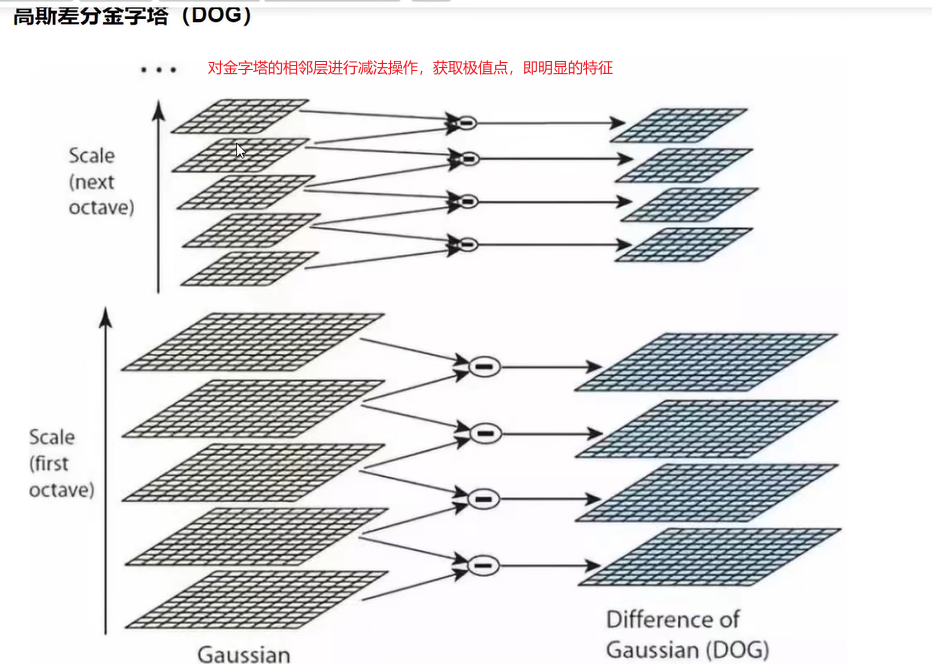 高斯差分金字塔（DOG）
对金字塔的相邻层进行减法操作，获取极值点，即明显的特征
Scale
(next
octave)
Scale
(first
octave)
Gaussian
Difference of
Gaussian (DOG)